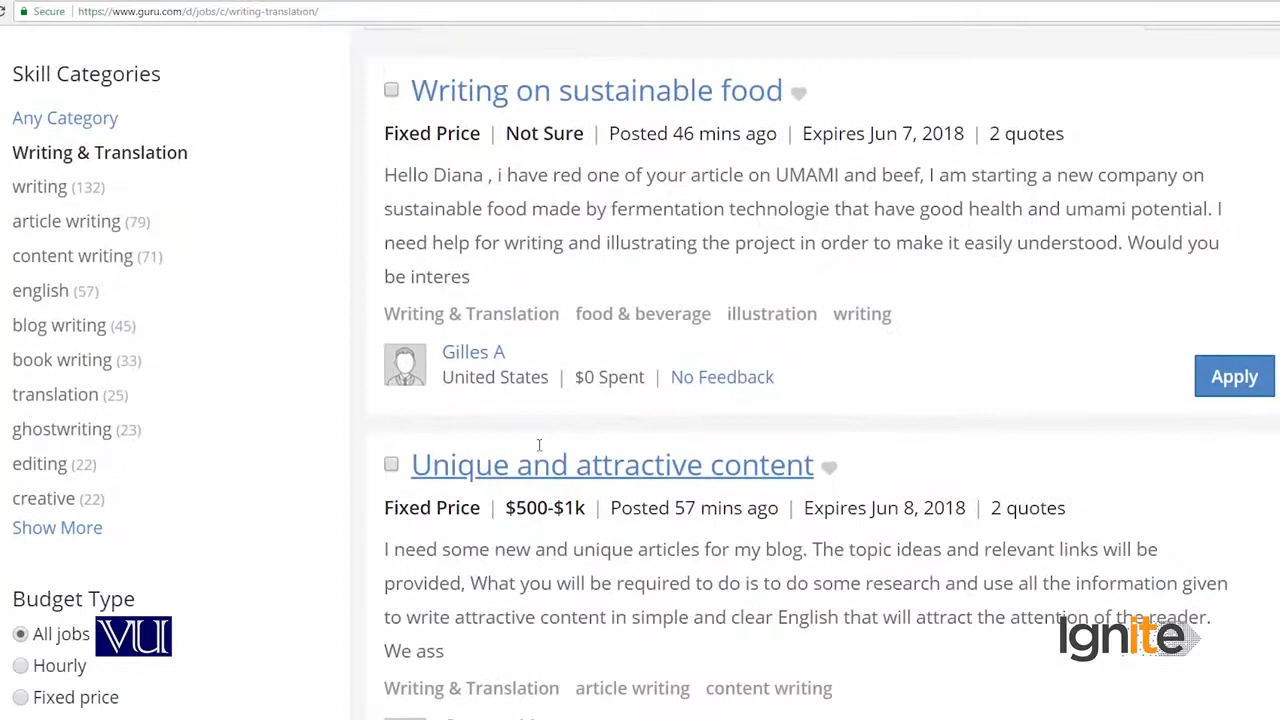 Secure https://www.guru.com/d/jobs/c/writing-translation/
Skill Categories
Any Category
Writing & Translation
writing (132)
article writing (79)
content writing (71)
english (57)
blog writing (45)
book writing (33)
translation (25)
ghostwriting (23)
editing (22)
creative (22)
Show More
Budget Type
All jobs
Hourly
Fixed price
VU
Writing on sustainable food
Fixed Price | Not Sure | Posted 46 mins ago | Expires Jun 7, 2018 | 2 quotes
Hello Diana , i have red one of your article on UMAMI and beef, I am starting a new company on
sustainable food made by fermentation technologie that have good health and umami potential. I
need help for writing and illustrating the project in order to make it easily understood. Would you
be interes
Writing & Translation food & beverage illustration writing
Gilles A
United States | $0 Spent | No Feedback
Apply
Unique and attractive content
Fixed Price | $500-$1k | Posted 57 mins ago | Expires Jun 8, 2018 | 2 quotes
I need some new and unique articles for my blog. The topic ideas and relevant links will be
provided, What you will be required to do is to do some research and use all the information given
to write attractive content in simple and clear English that will attract the attention of the reader.
We ass
Writing & Translation article writing content writing
Ignite